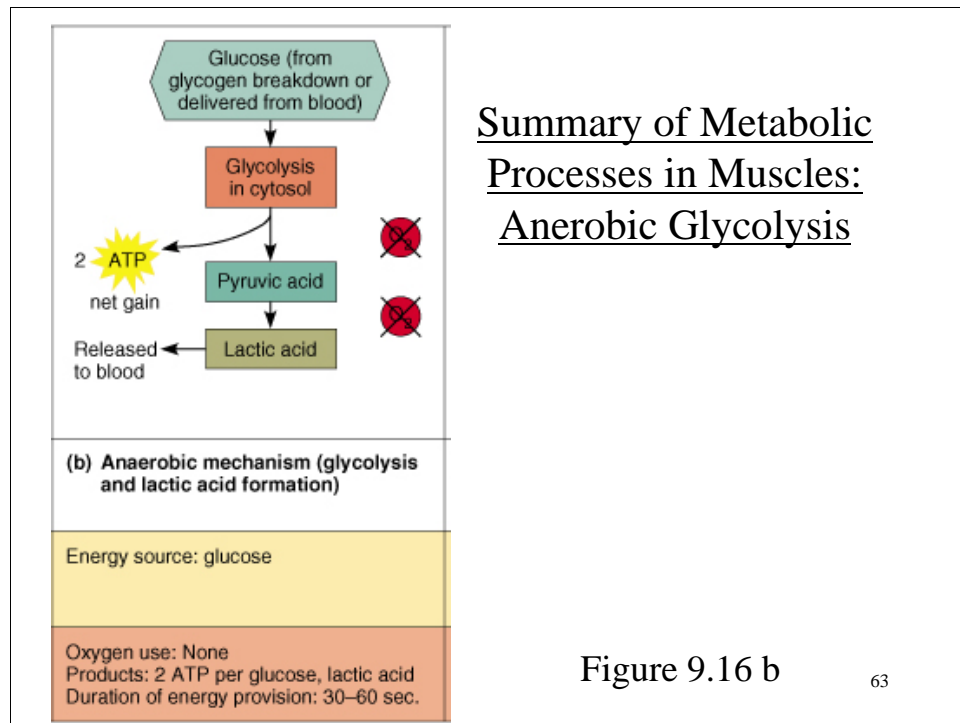 Glucose (from
glycogen breakdown or
delivered from blood)
Glycolysis
in cytosol
2 ATP
net gain
O2
Pyruvic acid
O2
Released
to blood
Lactic acid
(b) Anaerobic mechanism (glycolysis
and lactic acid formation)
Energy source: glucose
Oxygen use: None
Products: 2 ATP per glucose, lactic acid
Duration of energy provision: 30–60 sec.
Summary of Metabolic
Processes in Muscles:
Anerobic Glycolysis
Figure 9.16 b
63